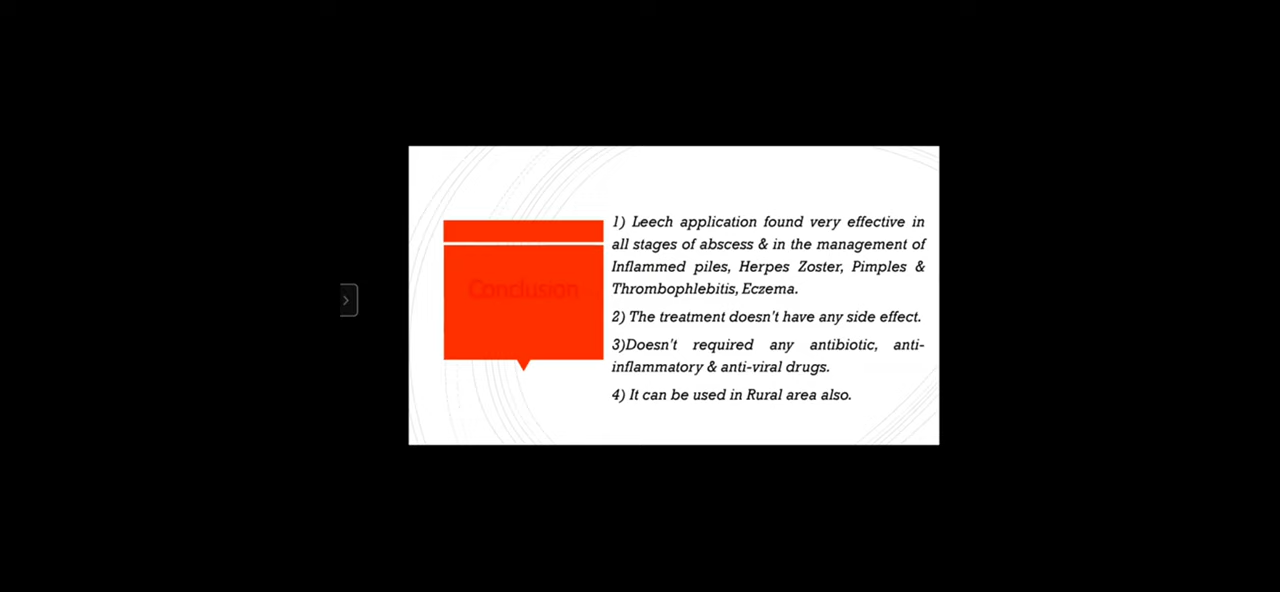 Conclusion
1) Leech application found very effective in
all stages of abscess & in the management of
Inflammed piles, Herpes Zoster, Pimples &
Thrombophlebitis, Eczema.
2) The treatment doesn't have any side effect.
3)Doesn't required any antibiotic, anti-
inflammatory & anti-viral drugs.
4) It can be used in Rural area also.